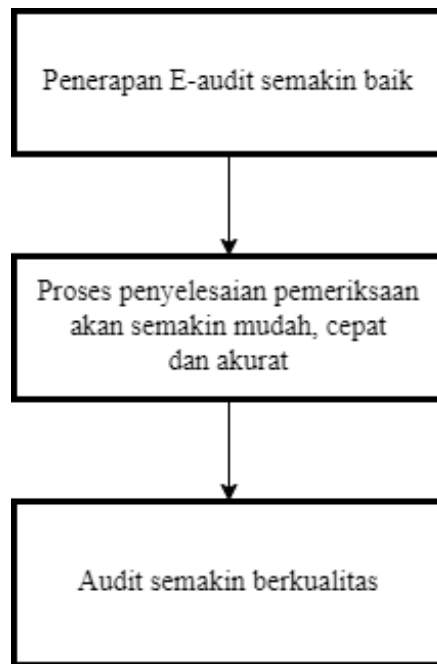 Penerapan E-audit semakin baik
Proses penyelesaian pemeriksaan
akan semakin mudah, cepat
dan akurat
Audit semakin berkualitas